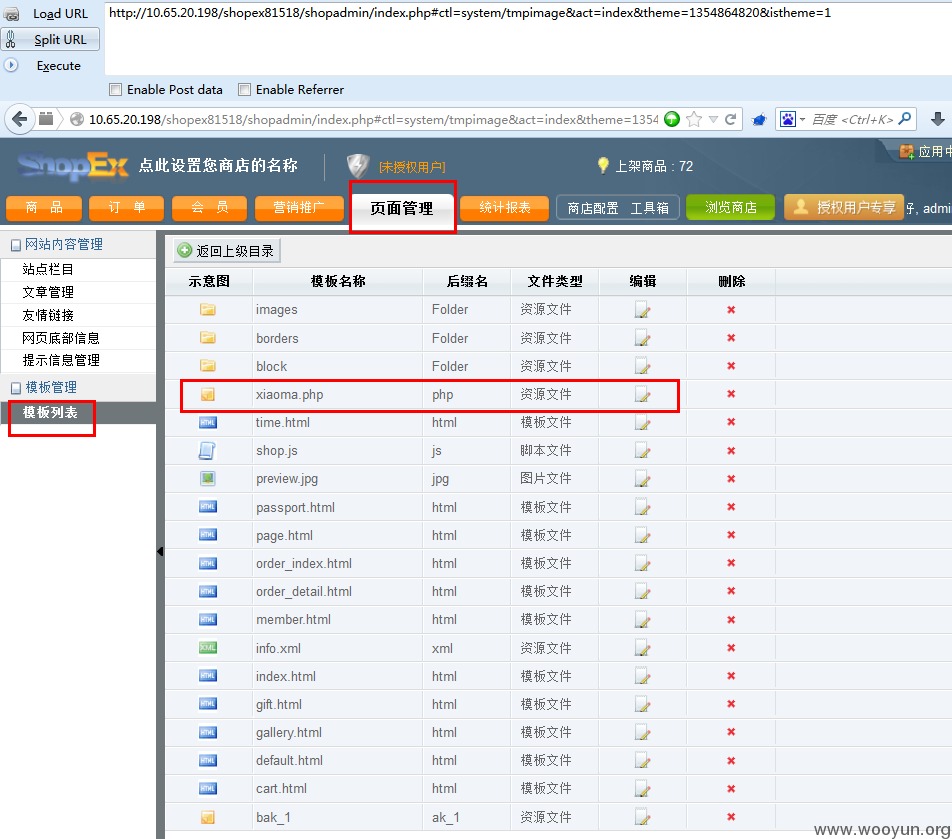 Load URL
http://10.65.20.198/shopex81518/shopadmin/index.php#ctl=system/tmpimage&act=index&theme=1354864820&istheme=1
Split URL
Execute
Enable Post data Enable Referrer
10.65.20.198/shopex81518/shopadmin/index.php#ctl=system/tmpimage&act=index&theme=1354 百度 <Ctrl+K>
ShopEx 点此设置您商店的名称 [未授权用户] 上架商品：72 应用中
商品 订单 会员 营销推广 页面管理 统计报表 商店配置 工具箱 浏览商店 授权用户专享 admi
网站内容管理
站点栏目
文章管理
友情链接
网页底部信息
提示信息管理
模板管理
模板列表
返回上级目录
示意图 模板名称 后缀名 文件类型 编辑 删除
images Folder 资源文件
borders Folder 资源文件
block Folder 资源文件
xiaoma.php php 资源文件
HTML time.html html 模板文件
shop.js js 脚本文件
preview.jpg jpg 图片文件
HTML passport.html html 模板文件
HTML page.html html 模板文件
HTML order_index.html html 模板文件
HTML order_detail.html html 模板文件
HTML member.html html 模板文件
XML info.xml xml 资源文件
HTML index.html html 模板文件
HTML gift.html html 模板文件
HTML gallery.html html 模板文件
HTML default.html html 模板文件
HTML cart.html html 模板文件
bak_1 ak_1 资源文件
www.wooyun.org